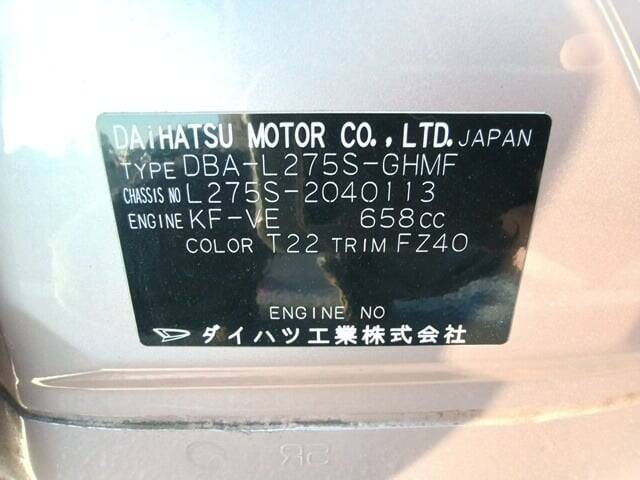 DAiHATSU MOTOR CO., LTD. JAPAN
TYPE DBA-L275S-GHMF
CHASSIS NO L275S-2040113
ENGINE KF-VE 658CC
COLOR T22 TRIM FZ40
ENGINE NO
ダイハツ工業株式会社